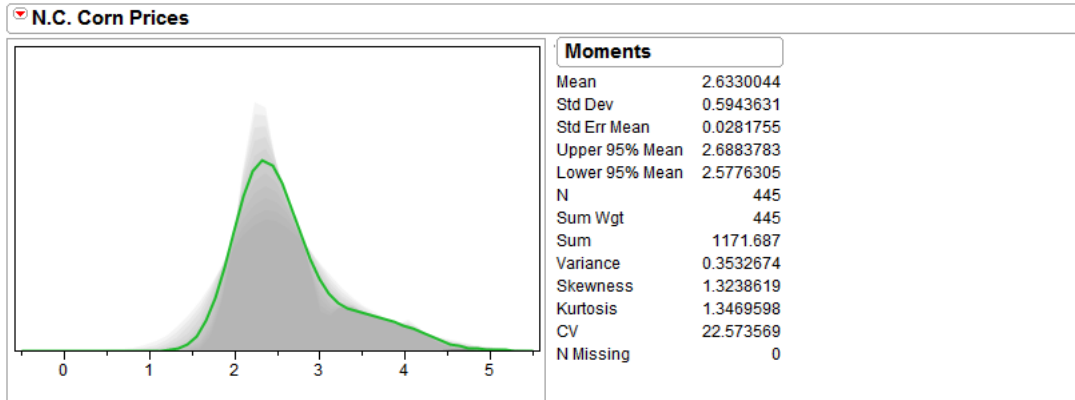 N.C. Corn Prices
Moments
Mean 2.6330044
Std Dev 0.5943631
Std Err Mean 0.0281755
Upper 95% Mean 2.6883783
Lower 95% Mean 2.5776305
N 445
Sum Wgt 445
Sum 1171.687
Variance 0.3532674
Skewness 1.3238619
Kurtosis 1.3469598
CV 22.573569
N Missing 0
0 1 2 3 4 5